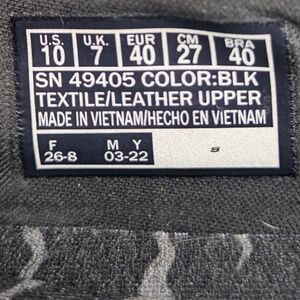 U.S. U.K. EUR CM BRA
10 7 40 27 40
SN 49405 COLOR:BLK
TEXTILE/LEATHER UPPER
MADE IN VIETNAM/HECHO EN VIETNAM
F M Y
26-8 03-22 S